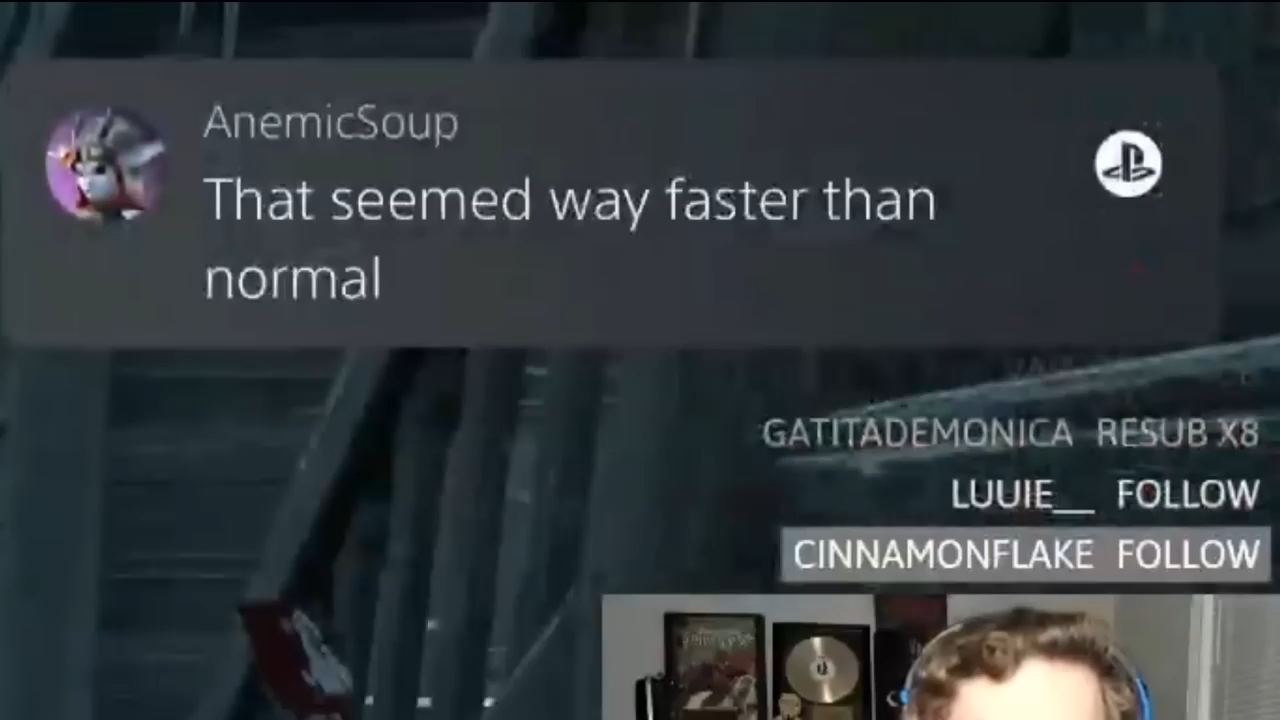 AnemicSoup
That seemed way faster than
normal
GATITADEMONICA RESUB X8
LUUIE__ FOLLOW
CINNAMONFLAKE FOLLOW